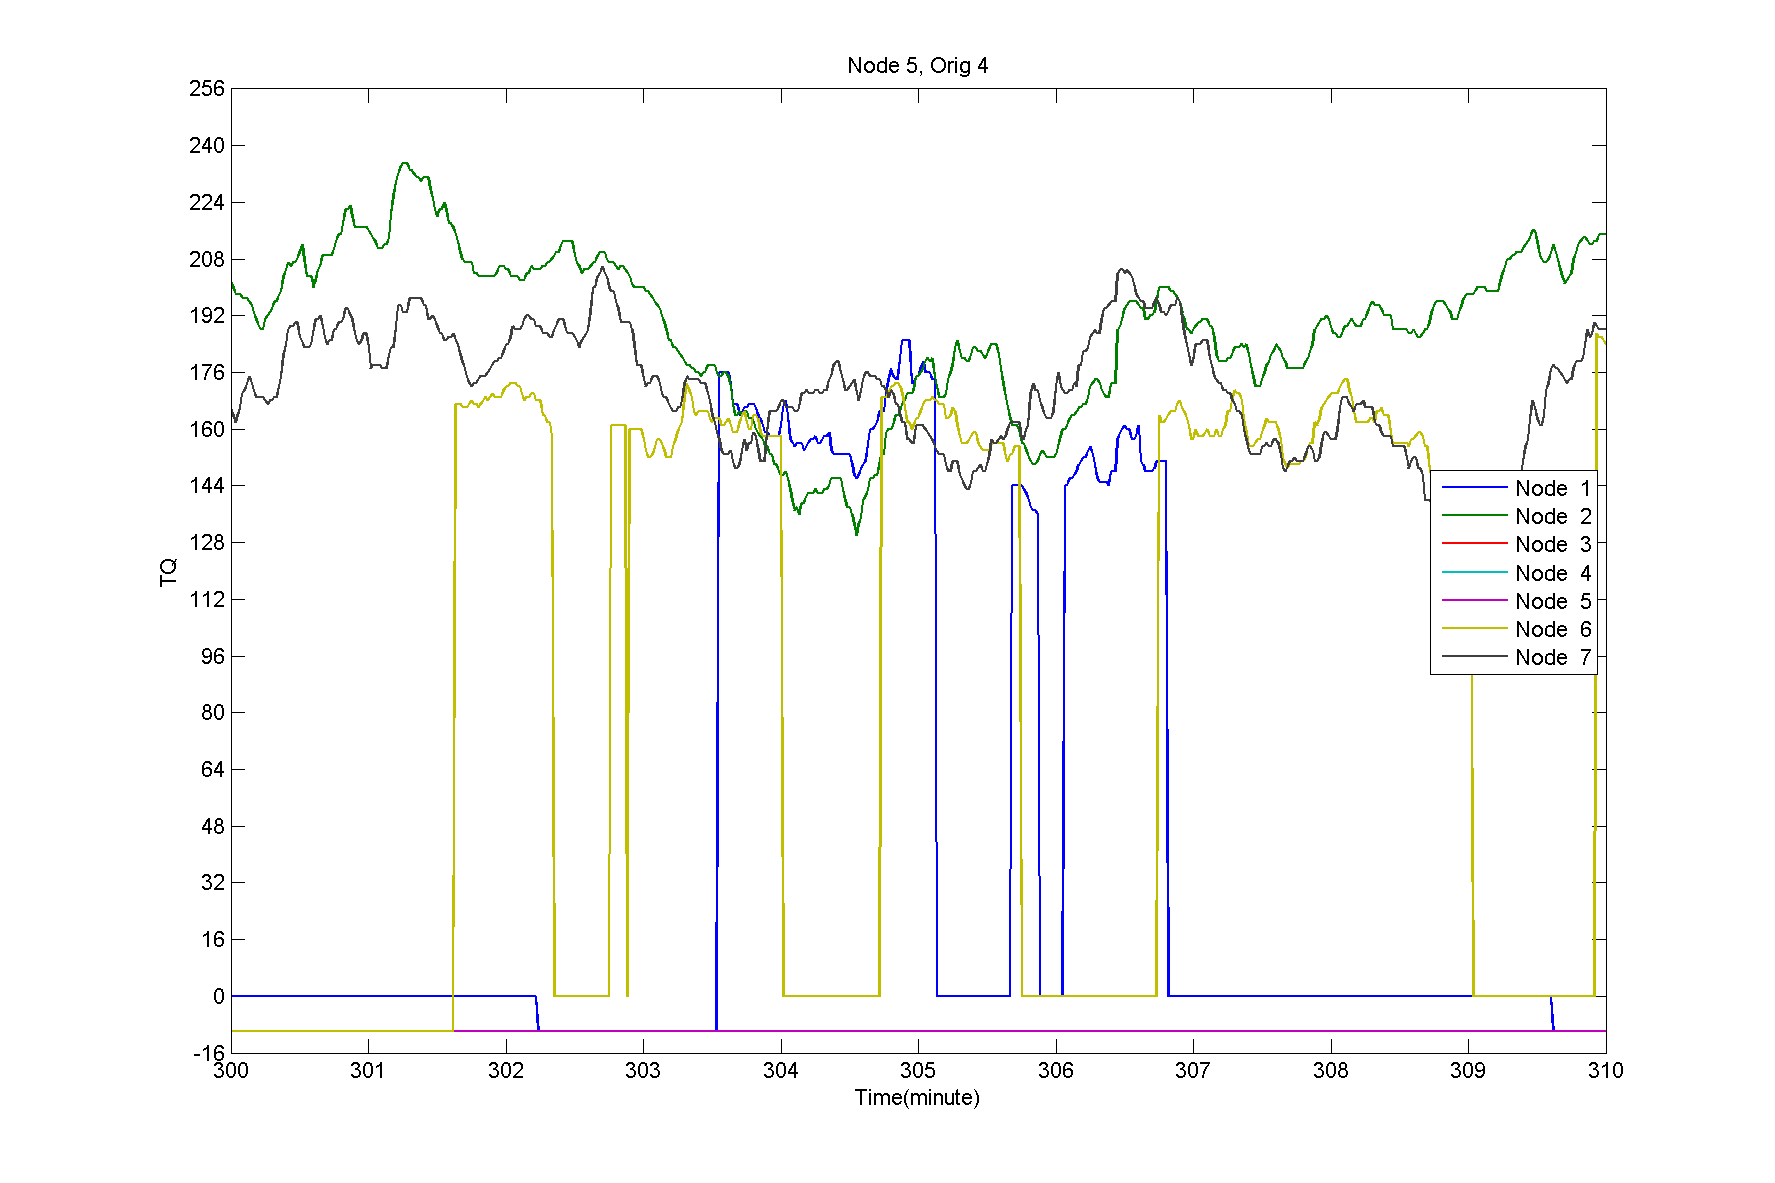 Node 5, Orig 4
256
240
224
208
192
176
160
144
128
112
96
80
64
48
32
16
0
-16
TQ
Node 1
Node 2
Node 3
Node 4
Node 5
Node 6
Node 7
300 301 302 303 304 305 306 307 308 309 310
Time(minute)